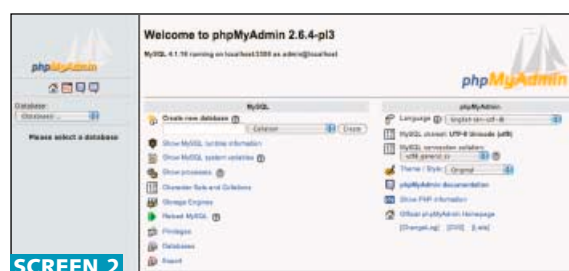 phpMyAdmin
Database:
Database ...
Please select a database
Welcome to phpMyAdmin 2.6.4-pl3
MySQL 4.1.16 running on localhost:3300 as admin@localhost
phpMyAdmin
MySQL
Create new database
Collation
Create
Show MySQL runtime information
Show MySQL system variables
Show processes
Character Sets and Collations
Storage Engines
Reload MySQL
Privileges
Databases
Export
phpMyAdmin
Language
English (en-utf-8)
MySQL charset: UTF-8 Unicode (utf8)
MySQL connection collation:
utf8_general_ci
Theme / Style: Original
phpMyAdmin documentation
Show PHP information
Official phpMyAdmin Homepage
[ChangeLog] [CVS] [Lists]
SCREEN 2